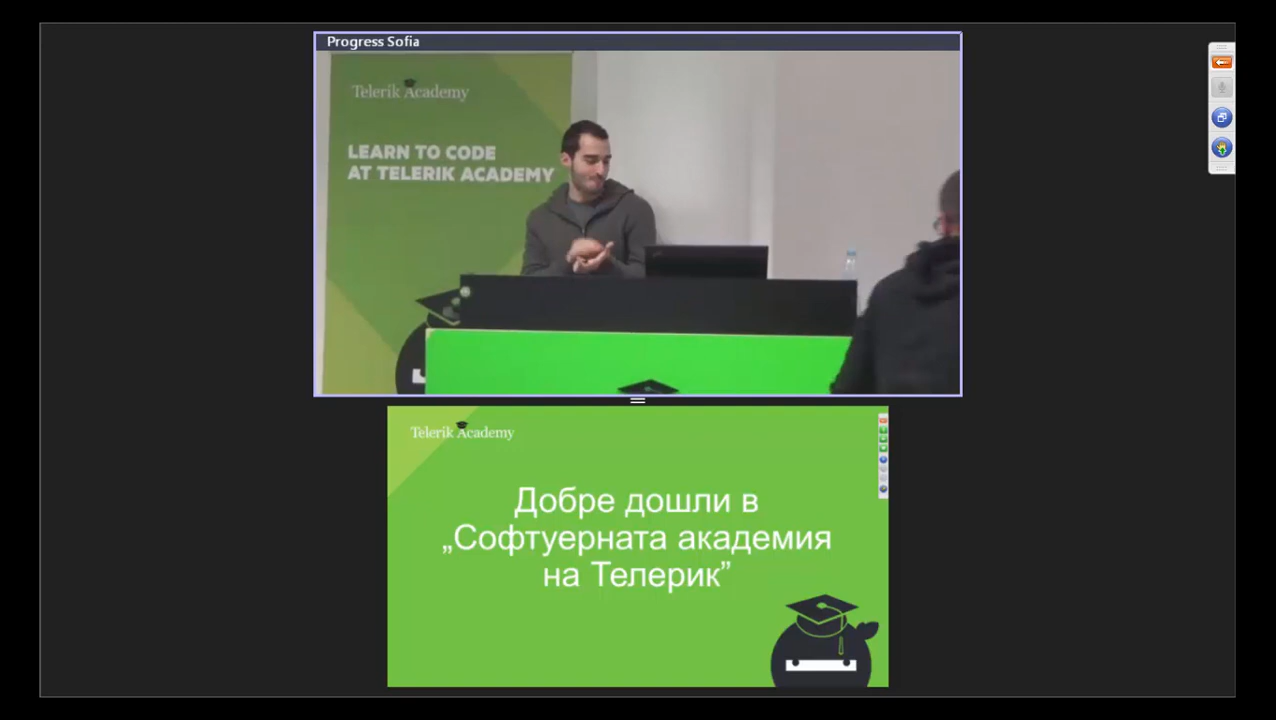 Progress Sofia
Telerik Academy
LEARN TO CODE
AT TELERIK ACADEMY
Telerik Academy
Добре дошли в
„Софтуерната академия
на Телерик”